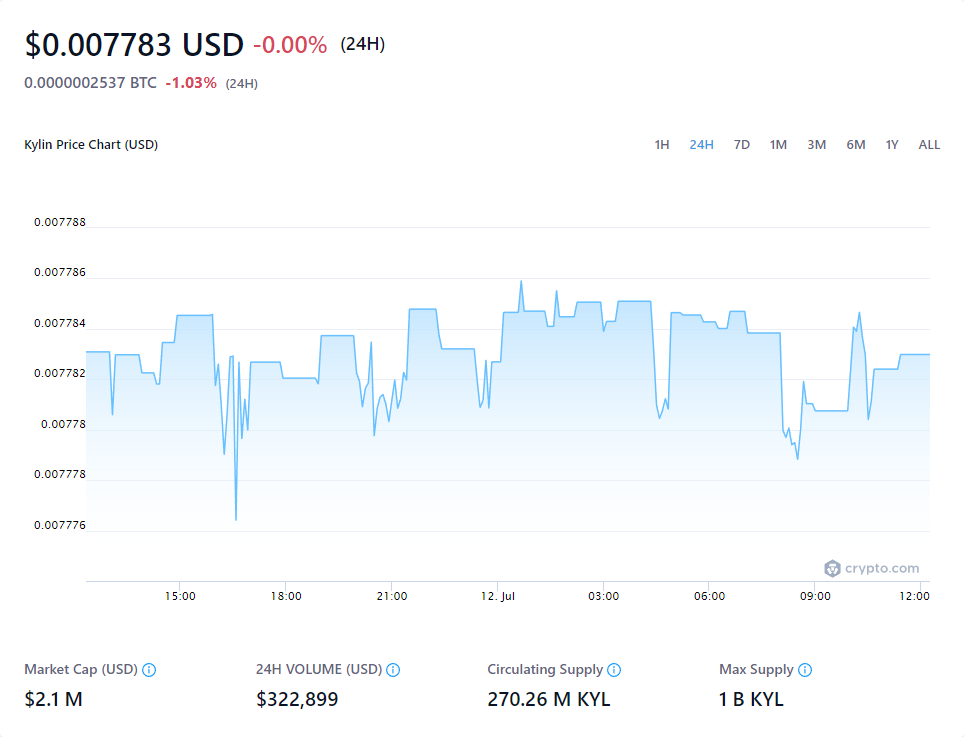 $0.007783 USD -0.00% (24H)
0.0000002537 BTC -1.03% (24H)
Kylin Price Chart (USD) 1H 24H 7D 1M 3M 6M 1Y ALL
0.007788
0.007786
0.007784
0.007782
0.00778
0.007778
0.007776
crypto.com
15:00 18:00 21:00 12. Jul 03:00 06:00 09:00 12:00
Market Cap (USD) 24H VOLUME (USD) Circulating Supply Max Supply
$2.1 M $322,899 270.26 M KYL 1 B KYL